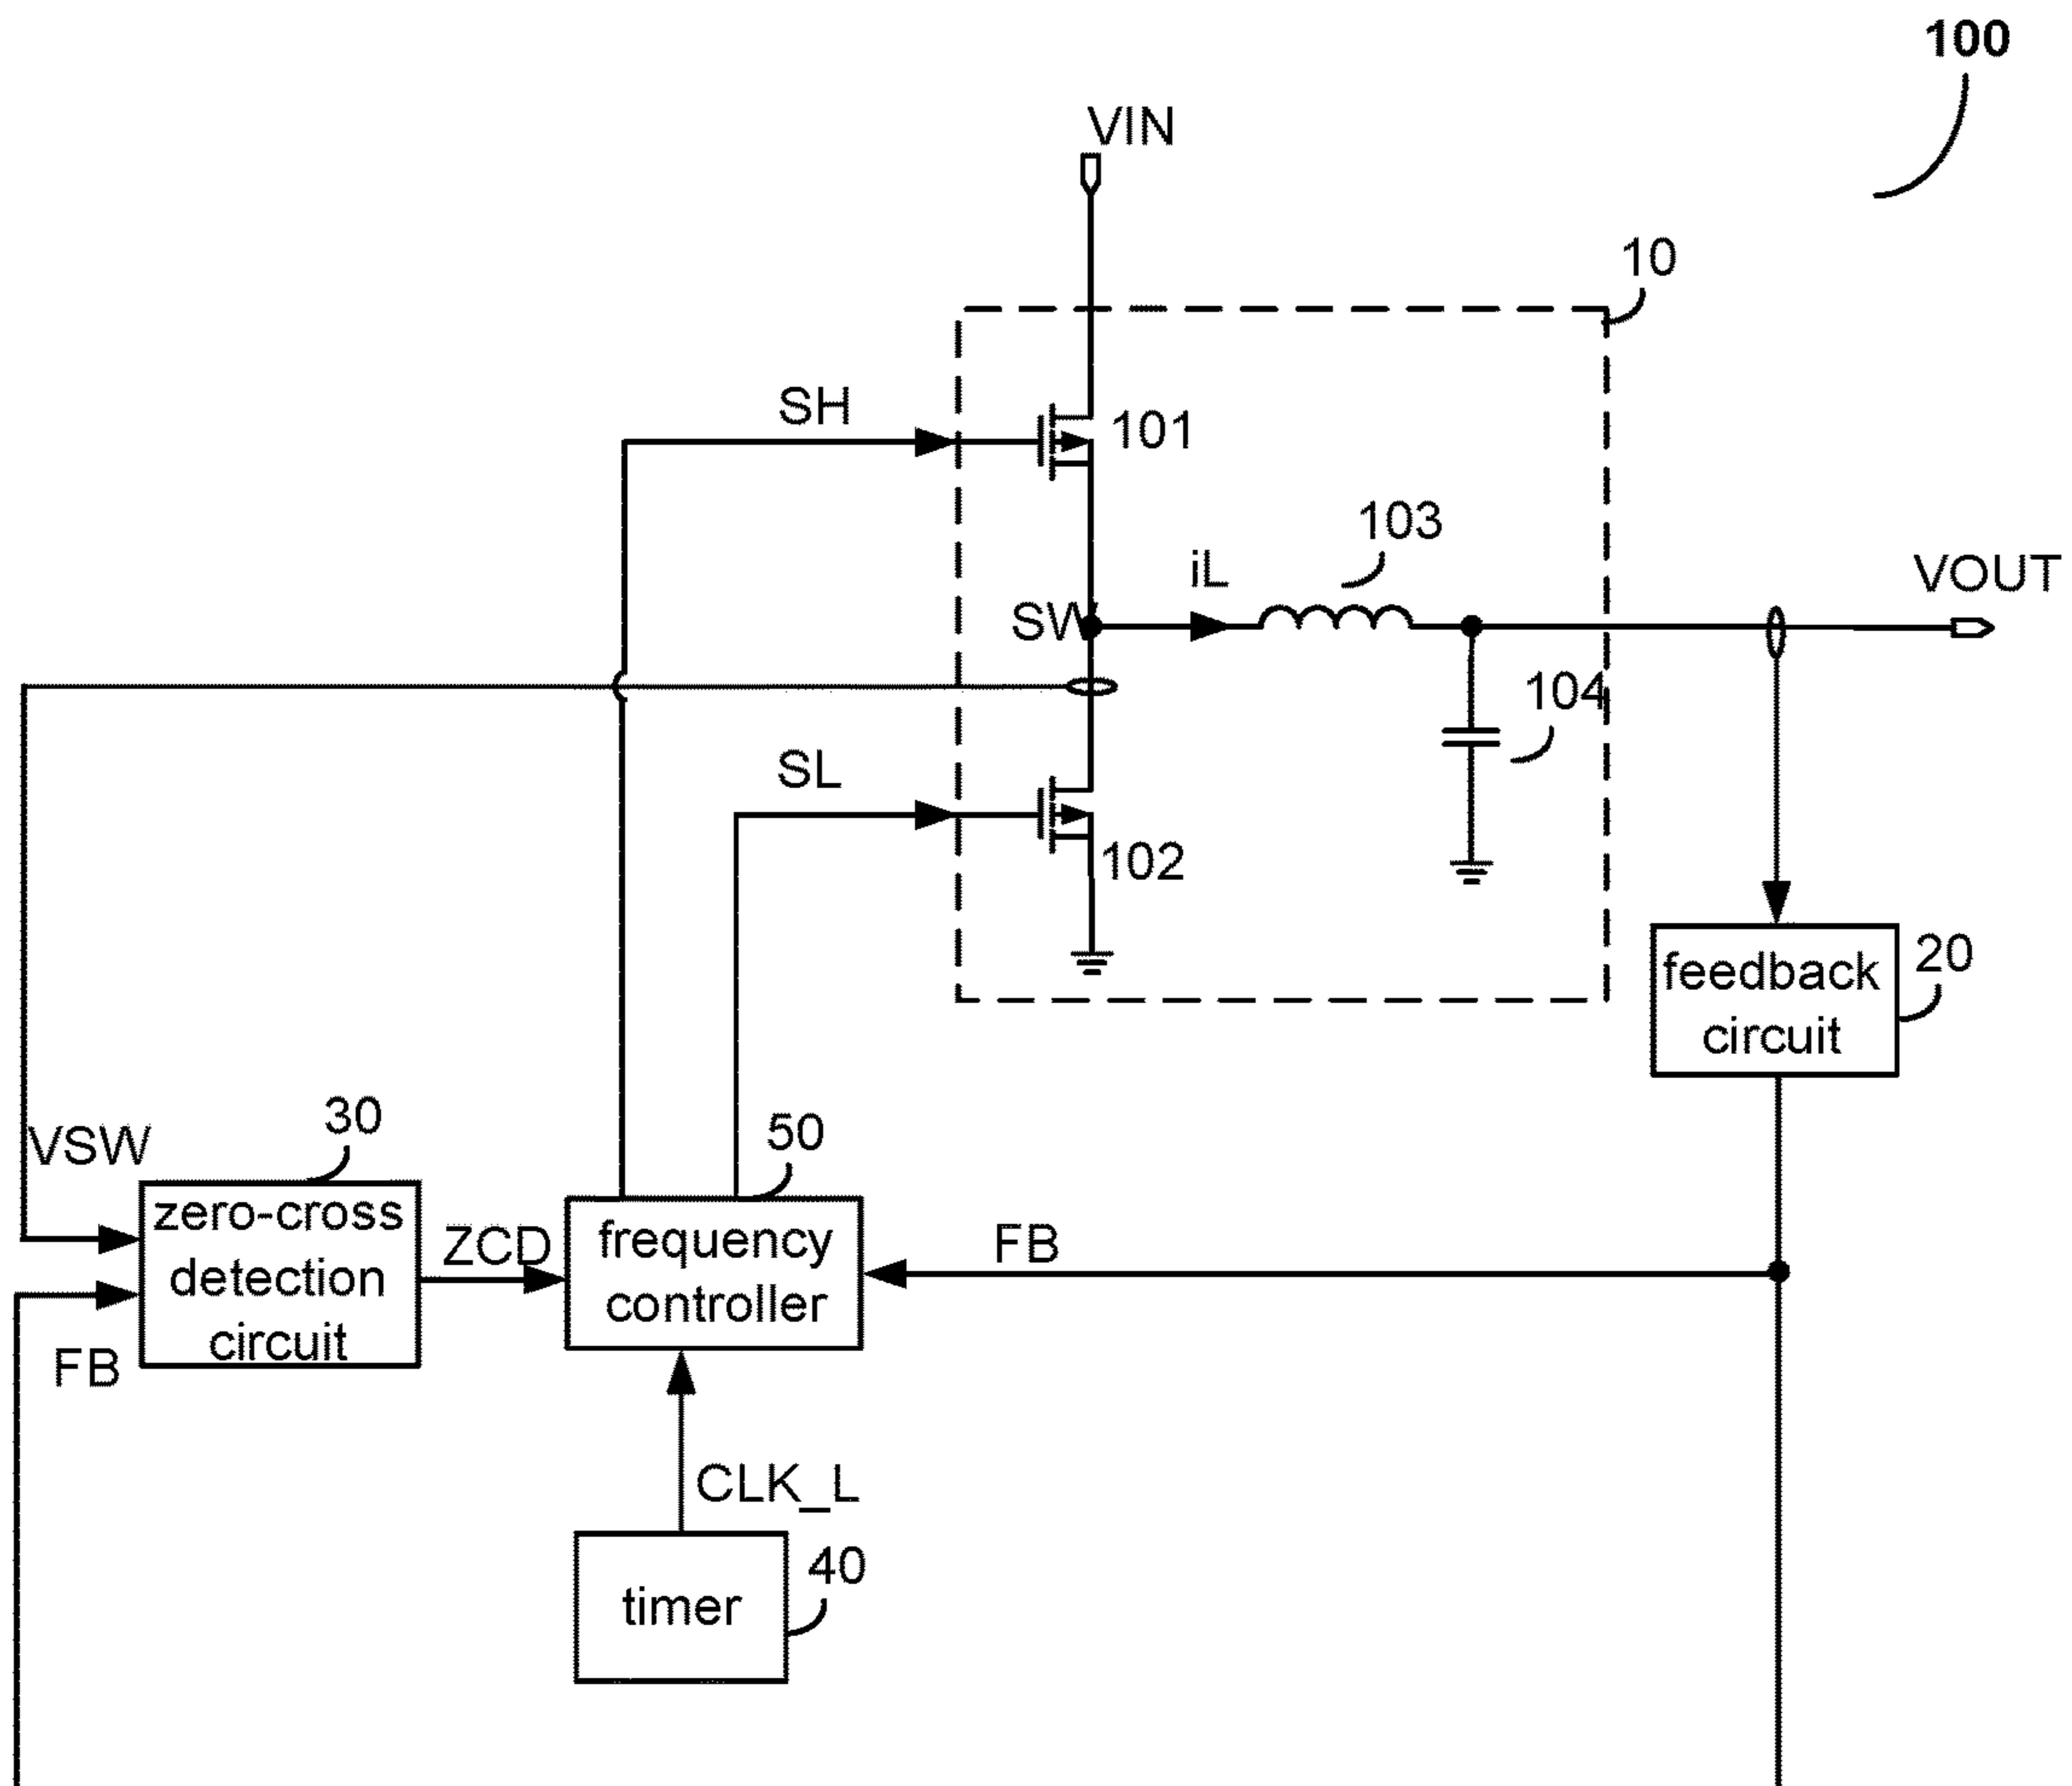 100
VIN
10
SH
101
103
iL
VOUT
SW
104
SL
102
feedback
circuit
20
VSW
30
50
zero-cross
detection
circuit
ZCD
frequency
controller
FB
FB
CLK_L
timer
40